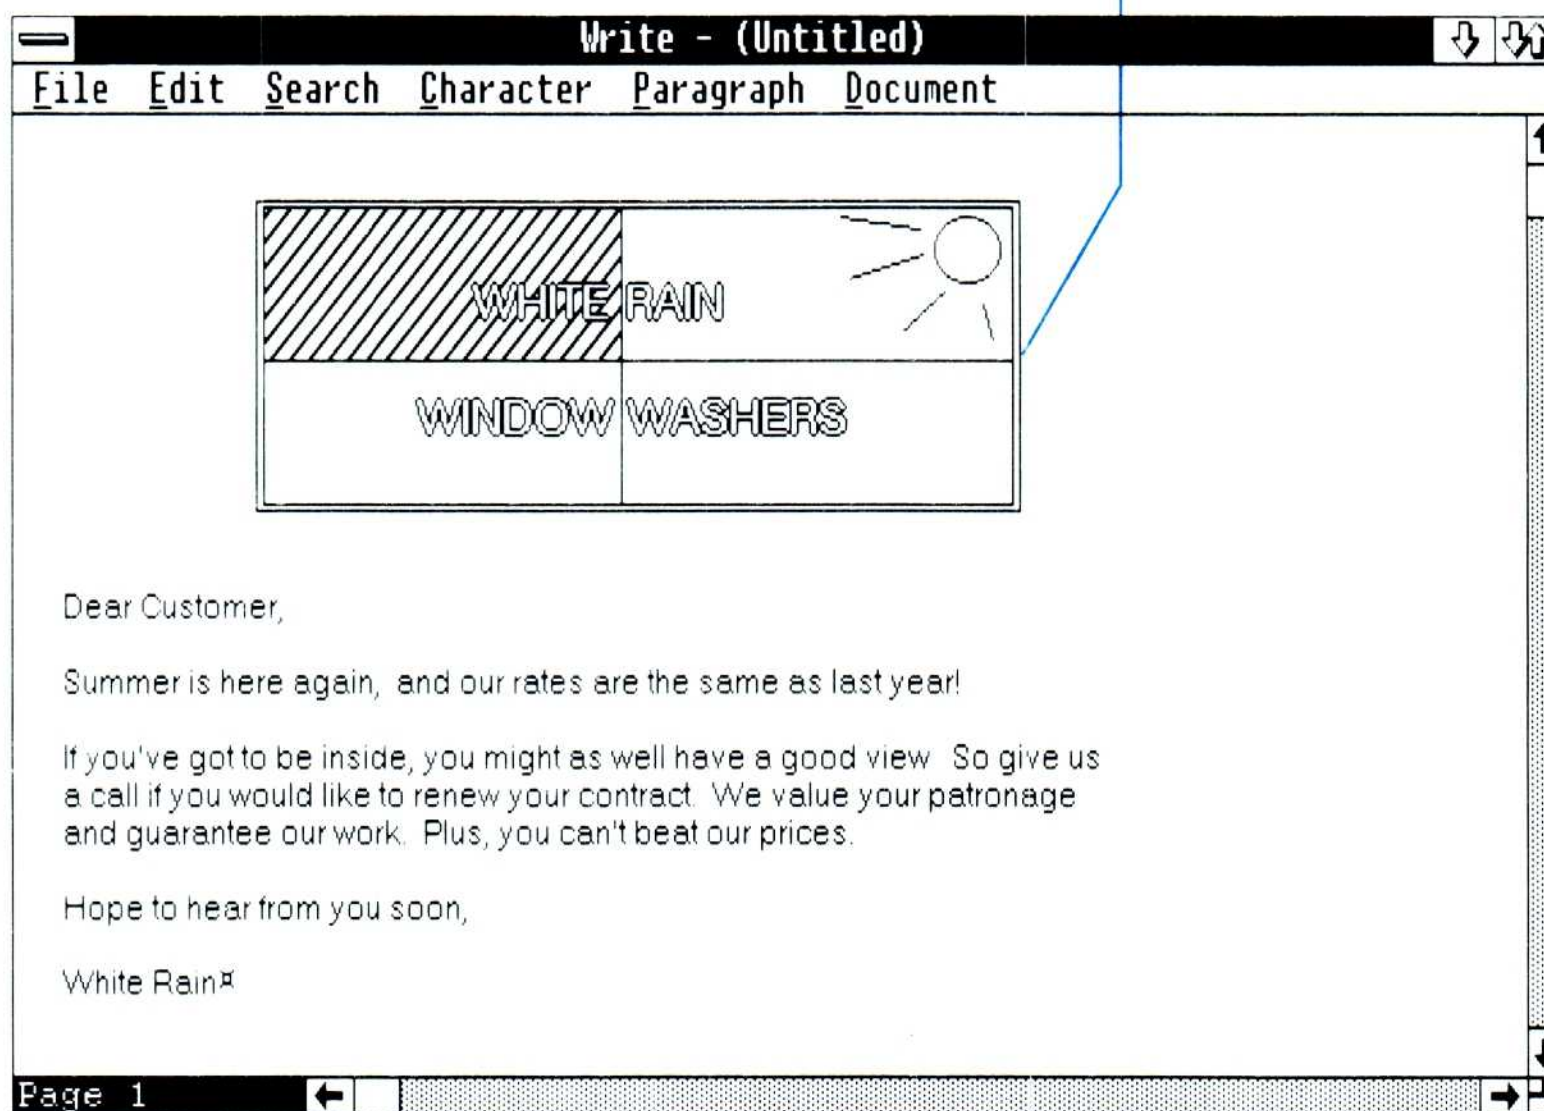 Write - (Untitled)
File Edit Search Character Paragraph Document
WHITE RAIN
WINDOW WASHERS
Dear Customer,
Summer is here again, and our rates are the same as last year!
If you've got to be inside, you might as well have a good view  So give us
a call if you would like to renew your contract.  We value your patronage
and guarantee our work.  Plus, you can't beat our prices.
Hope to hear from you soon,
White Rain¤
Page 1